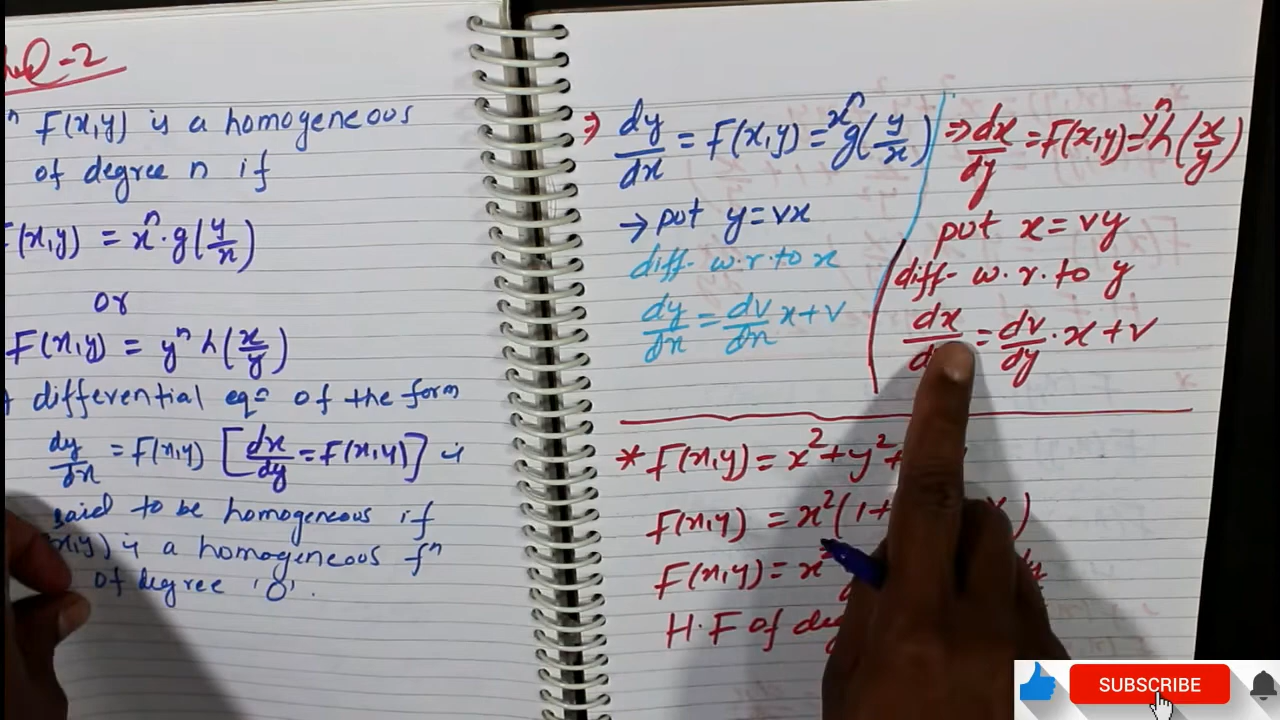 -2
F(x,y) is a homogeneous
of degree n if
F(x,y) = xⁿ · g(y/x)
or
F(x,y) = yⁿ h(x/y)
differential eqⁿ of the form
dy/dx = F(x,y) [dx/dy = F(x,y)] is
said to be homogeneous if
(x,y) is a homogeneous fⁿ
of degree '0'.
⇒ dy/dx = F(x,y) = xⁿ g(y/x)
→ put y = vx
diff- w.r.to x
dy/dx = dv/dx x + v
⇒ dx/dy = F(x,y) = yⁿ h(x/y)
put x = vy
diff- w.r.to y
dx = dv/dy · x + v
* F(x,y) = x² + y² +
F(x,y) = x² (1+
F(x,y) = x²
H.F of
SUBSCRIBE